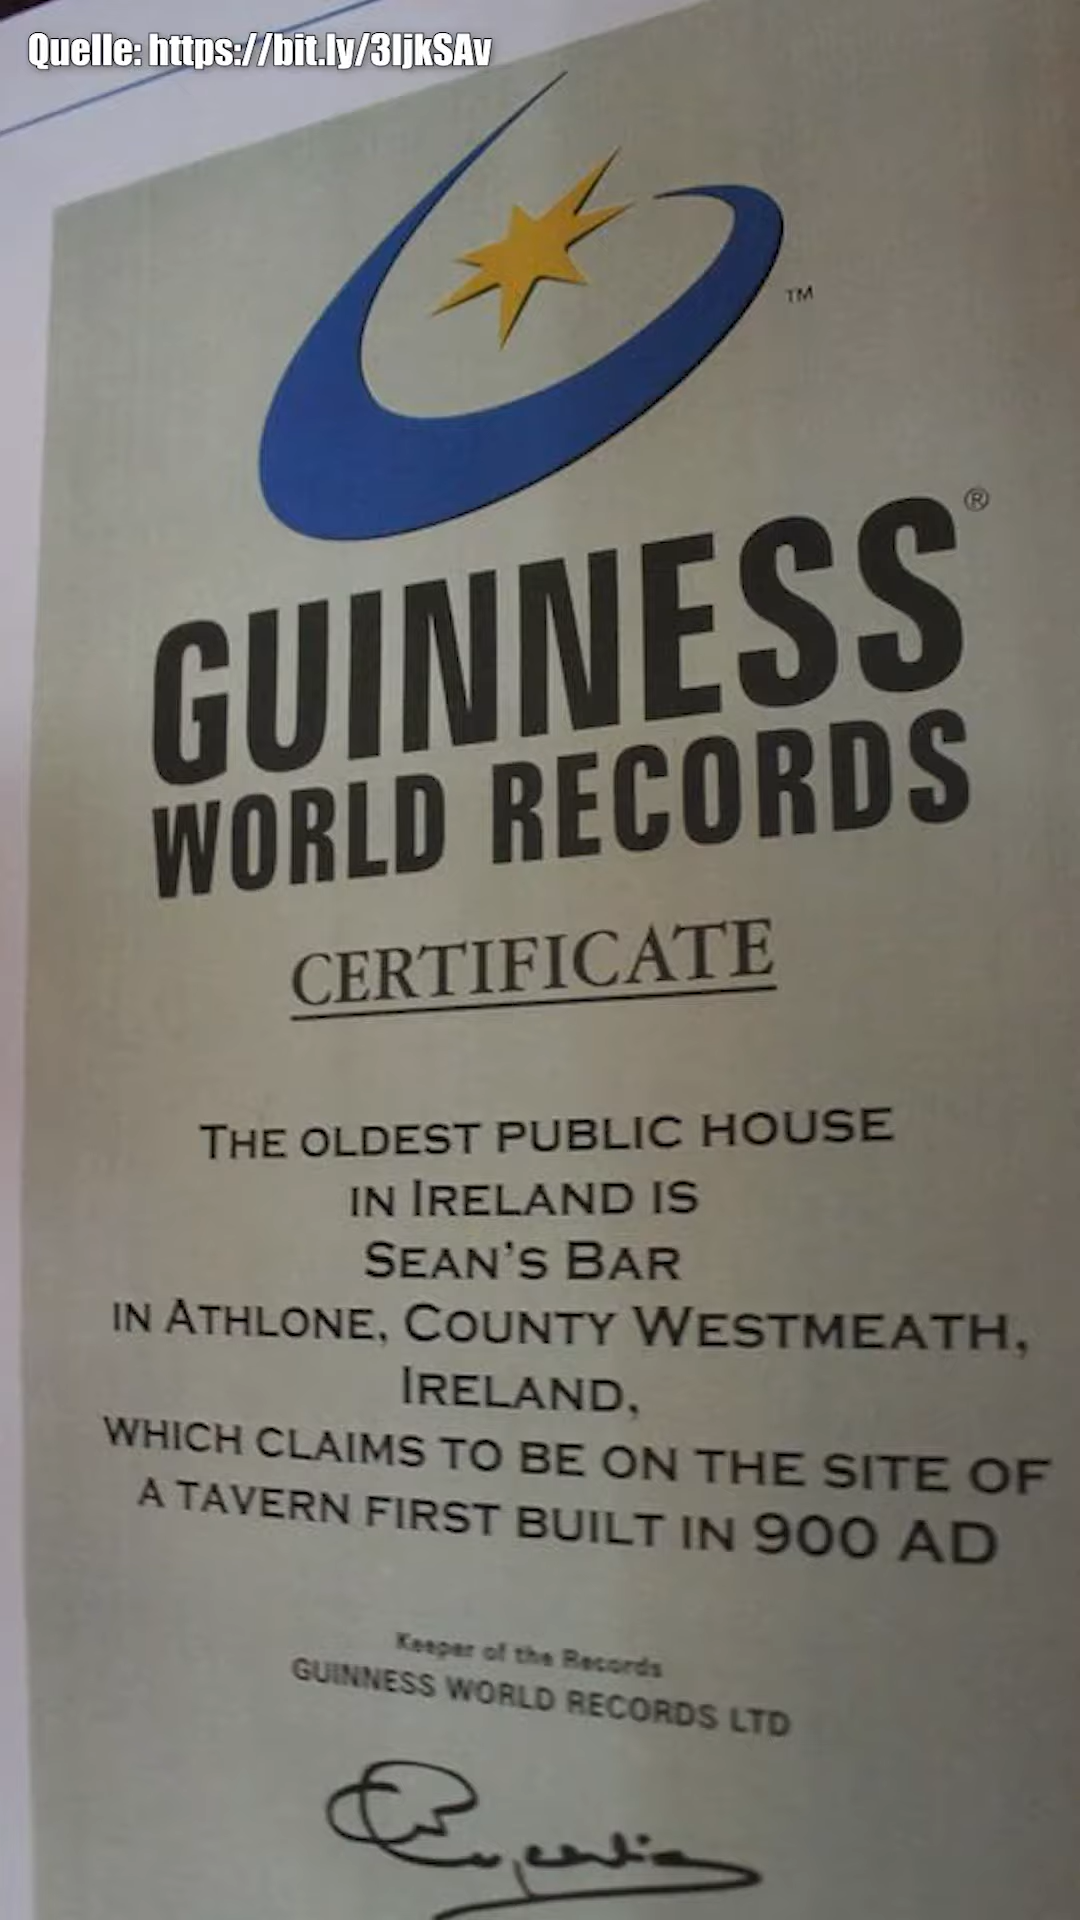 Quelle: https://bit.ly/3IjkSAv
TM
GUINNESS®
WORLD RECORDS
CERTIFICATE
THE OLDEST PUBLIC HOUSE
IN IRELAND IS
SEAN'S BAR
IN ATHLONE, COUNTY WESTMEATH,
IRELAND,
WHICH CLAIMS TO BE ON THE SITE OF
A TAVERN FIRST BUILT IN 900 AD
Keeper of the Records
GUINNESS WORLD RECORDS LTD